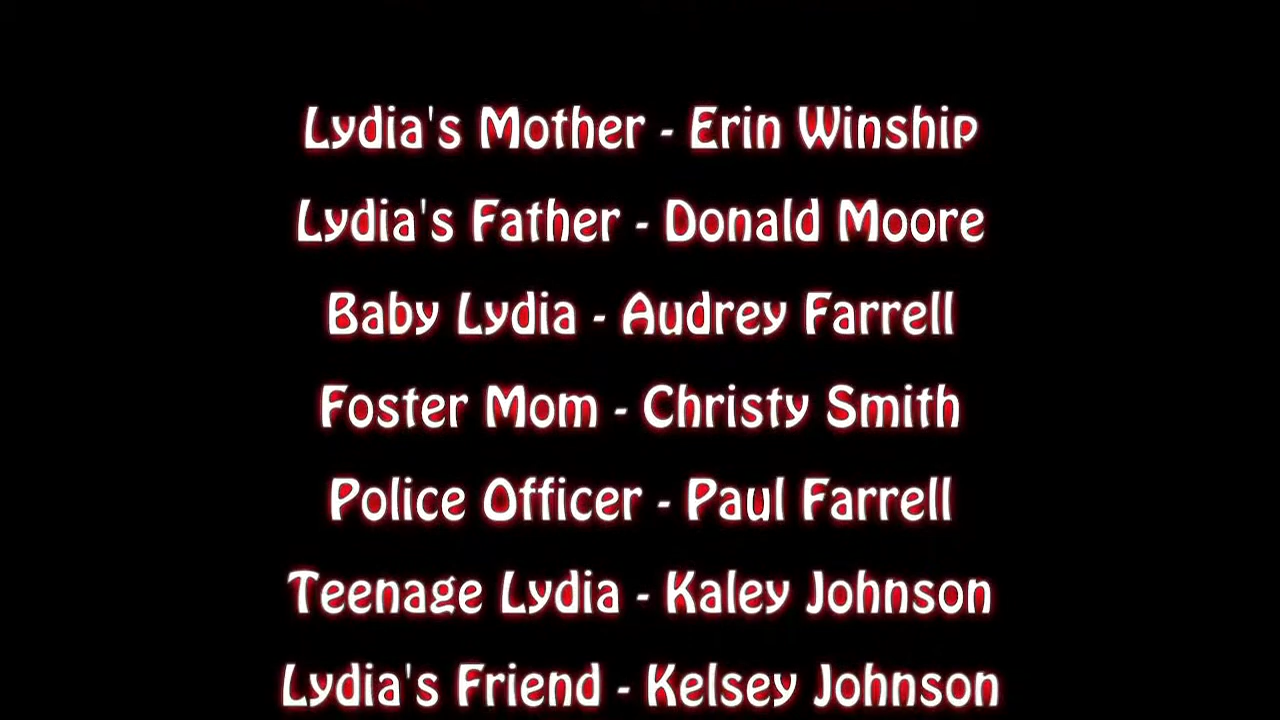 Lydia's Mother - Erin Winship
Lydia's Father - Donald Moore
Baby Lydia - Audrey Farrell
Foster Mom - Christy Smith
Police Officer - Paul Farrell
Teenage Lydia - Kaley Johnson
Lydia's Friend - Kelsey Johnson